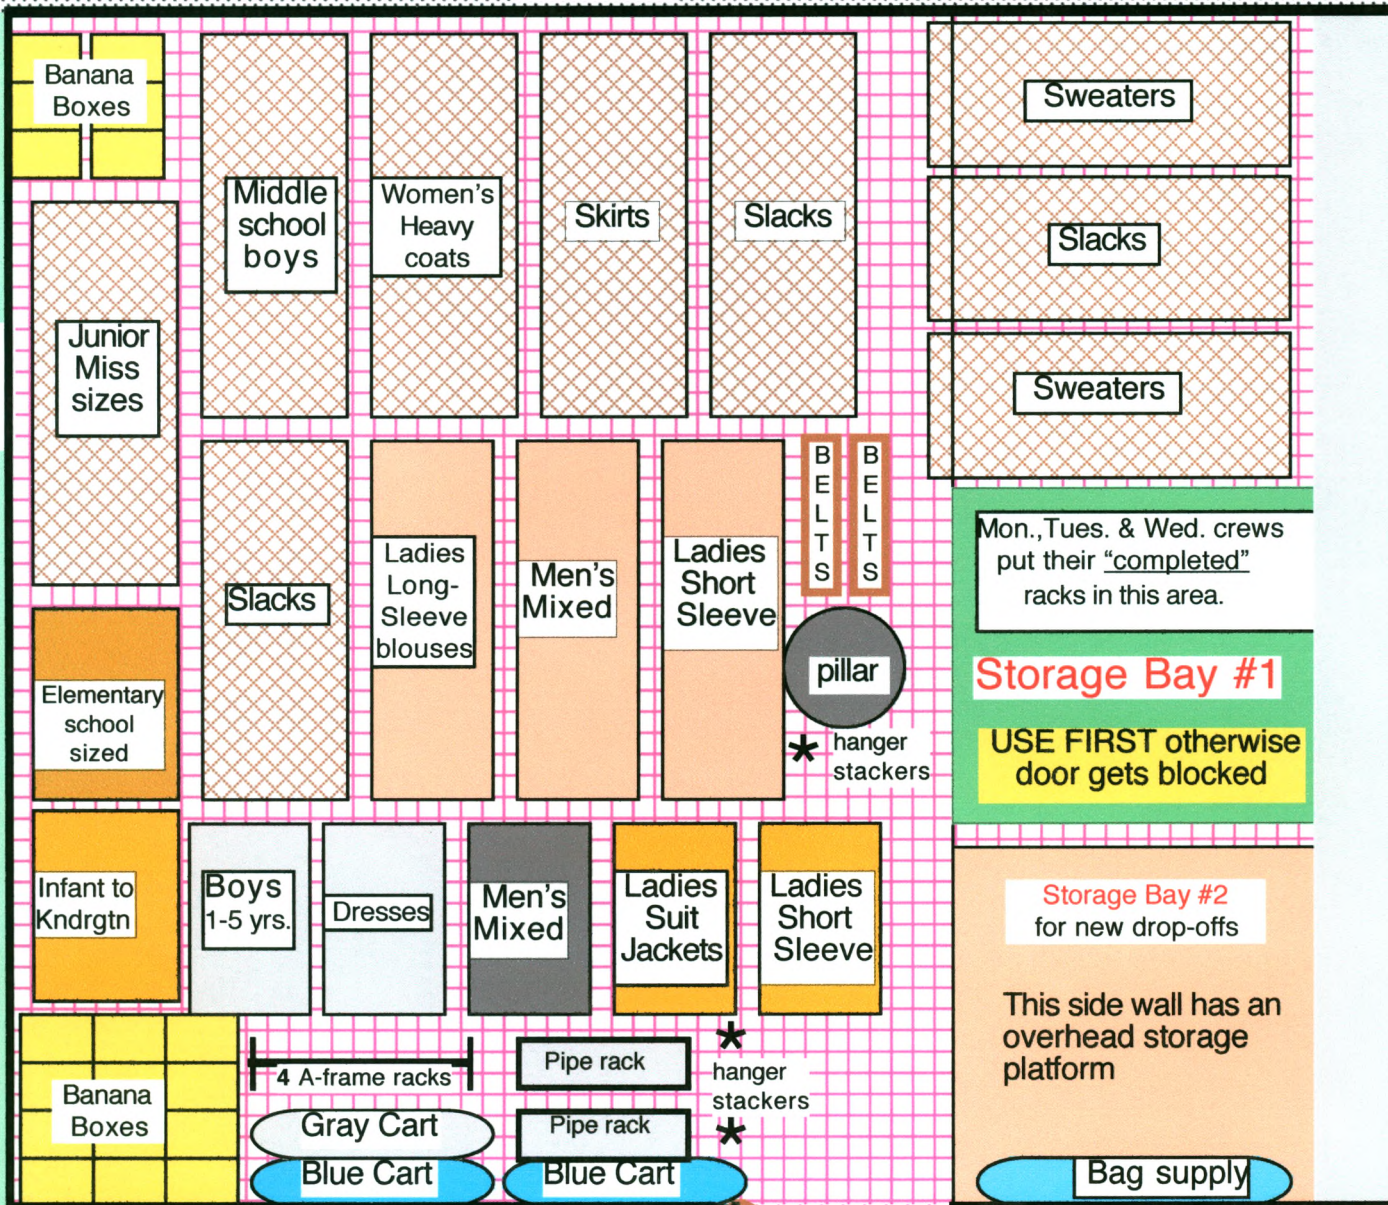 Banana
Boxes
Middle
school
boys
Women's
Heavy
coats
Skirts
Slacks
Sweaters
Slacks
Sweaters
Junior
Miss
sizes
Slacks
Ladies
Long-
Sleeve
blouses
Men's
Mixed
Ladies
Short
Sleeve
BELTS
BELTS
pillar
* hanger
stackers
Mon.,Tues. & Wed. crews
put their “completed”
racks in this area.
Storage Bay #1
USE FIRST otherwise
door gets blocked
Elementary
school
sized
Infant to
Kndrgtn
Boys
1-5 yrs.
Dresses
Men's
Mixed
Ladies
Suit
Jackets
Ladies
Short
Sleeve
Storage Bay #2
for new drop-offs
This side wall has an
overhead storage
platform
Banana
Boxes
4 A-frame racks
Gray Cart
Blue Cart
Pipe rack
Pipe rack
Blue Cart
*
hanger
stackers
*
Bag supply